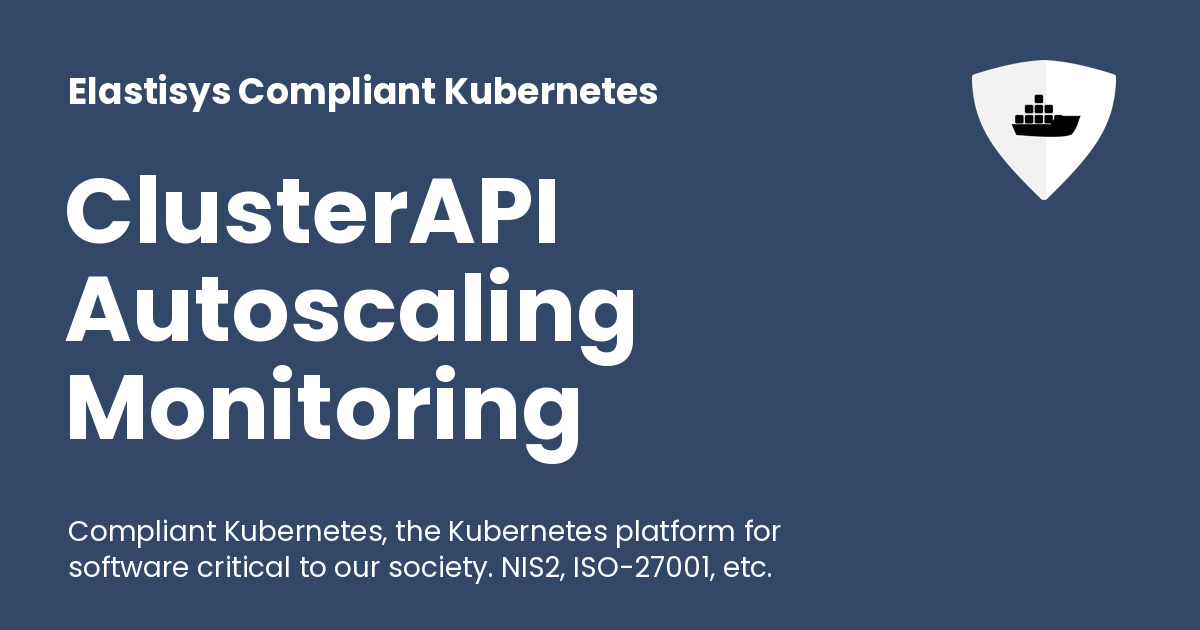 Elastisys Compliant Kubernetes
ClusterAPI
Autoscaling
Monitoring
Compliant Kubernetes, the Kubernetes platform for
software critical to our society. NIS2, ISO-27001, etc.